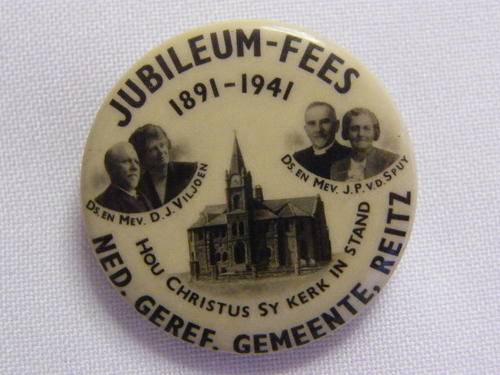 JUBILEUM-FEES
1891-1941
DS. EN MEV. D.J. VILJOEN
DS. EN MEV. J.P. V.D. SPUY
HOU CHRISTUS SY KERK IN STAND
NED. GEREF. GEMEENTE, REITZ